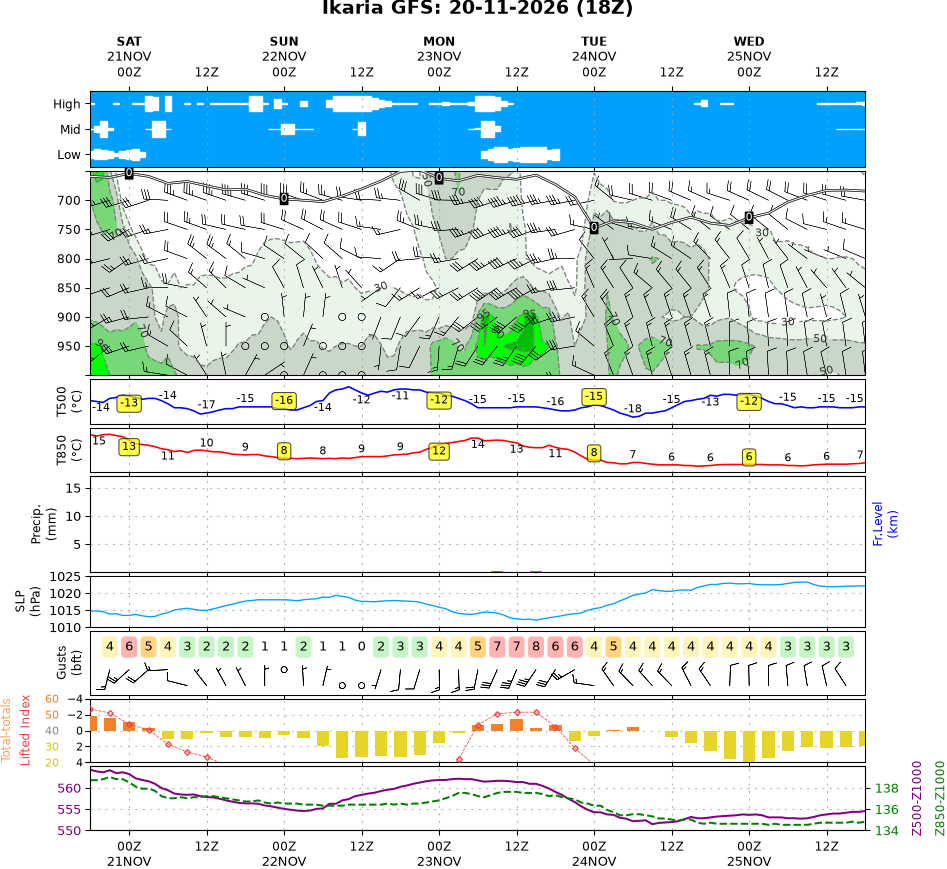 Ikaria GFS: 20-11-2026 (18Z)
SAT SUN MON TUE WED
21NOV 22NOV 23NOV 24NOV 25NOV
00Z 12Z 00Z 12Z 00Z 12Z 00Z 12Z 00Z 12Z
High
Mid
Low
0 0 0 0 0
700
750
800
850
900
950
70
30
30
30
50
50
70
70
95
95
T500
(°C)
-14 -13 -14 -17 -15 -16 -14 -12 -11 -12 -15 -15 -16 -15 -18 -15 -13 -12 -15 -15 -15
T850
(°C)
15 13 11 10 9 8 8 9 9 12 14 13 11 8 7 6 6 6 6 6 7
Precip.
(mm)
15
10
5
Fr.Level
(km)
SLP
(hPa)
1025
1020
1015
1010
Gusts
(bft)
4 6 5 4 3 2 2 2 1 1 2 1 1 0 2 3 3 4 4 5 7 7 8 6 6 4 5 4 4 4 4 4 4 4 4 3 3 3 3
Total-totals
Lifted Index
60 -4
50 -2
40 0
30 2
20 4
560
555
550
138
136
134
Z500-Z1000
Z850-Z1000
00Z 12Z 00Z 12Z 00Z 12Z 00Z 12Z 00Z 12Z
21NOV 22NOV 23NOV 24NOV 25NOV